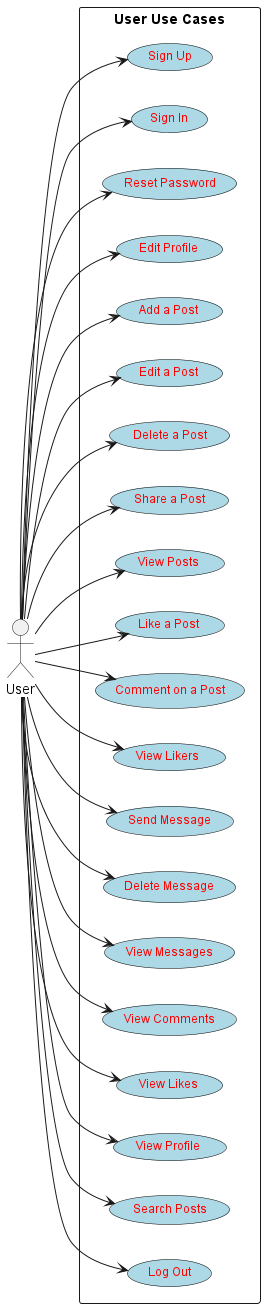 User Use Cases
Sign Up
Sign In
Reset Password
Edit Profile
Add a Post
Edit a Post
Delete a Post
Share a Post
View Posts
Like a Post
Comment on a Post
User
View Likers
Send Message
Delete Message
View Messages
View Comments
View Likes
View Profile
Search Posts
Log Out